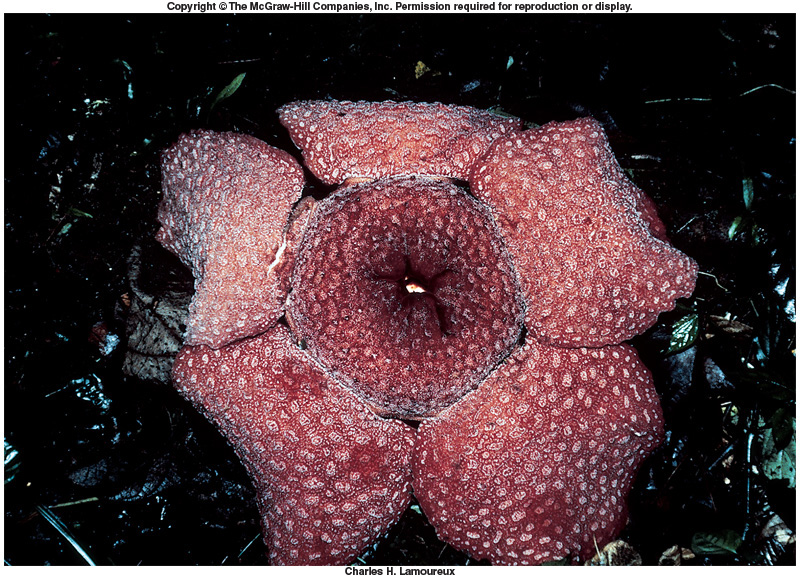 Copyright © The McGraw-Hill Companies, Inc. Permission required for reproduction or display.
Charles H. Lamoureux